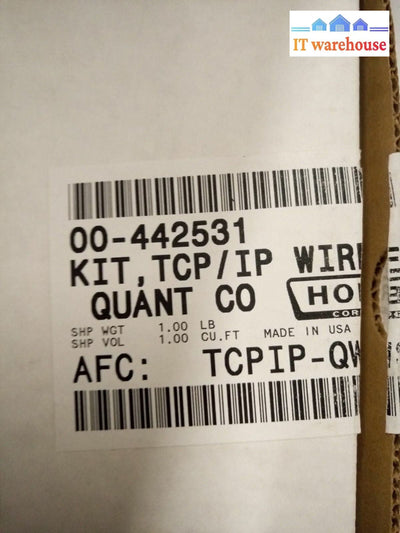 IT warehouse
00-442531
KIT, TCP/IP WIR
QUANT CO
HO
COR
SHP WGT 1.00 LB
SHP VOL 1.00 CU.FT MADE IN USA
AFC: TCPIP-QW